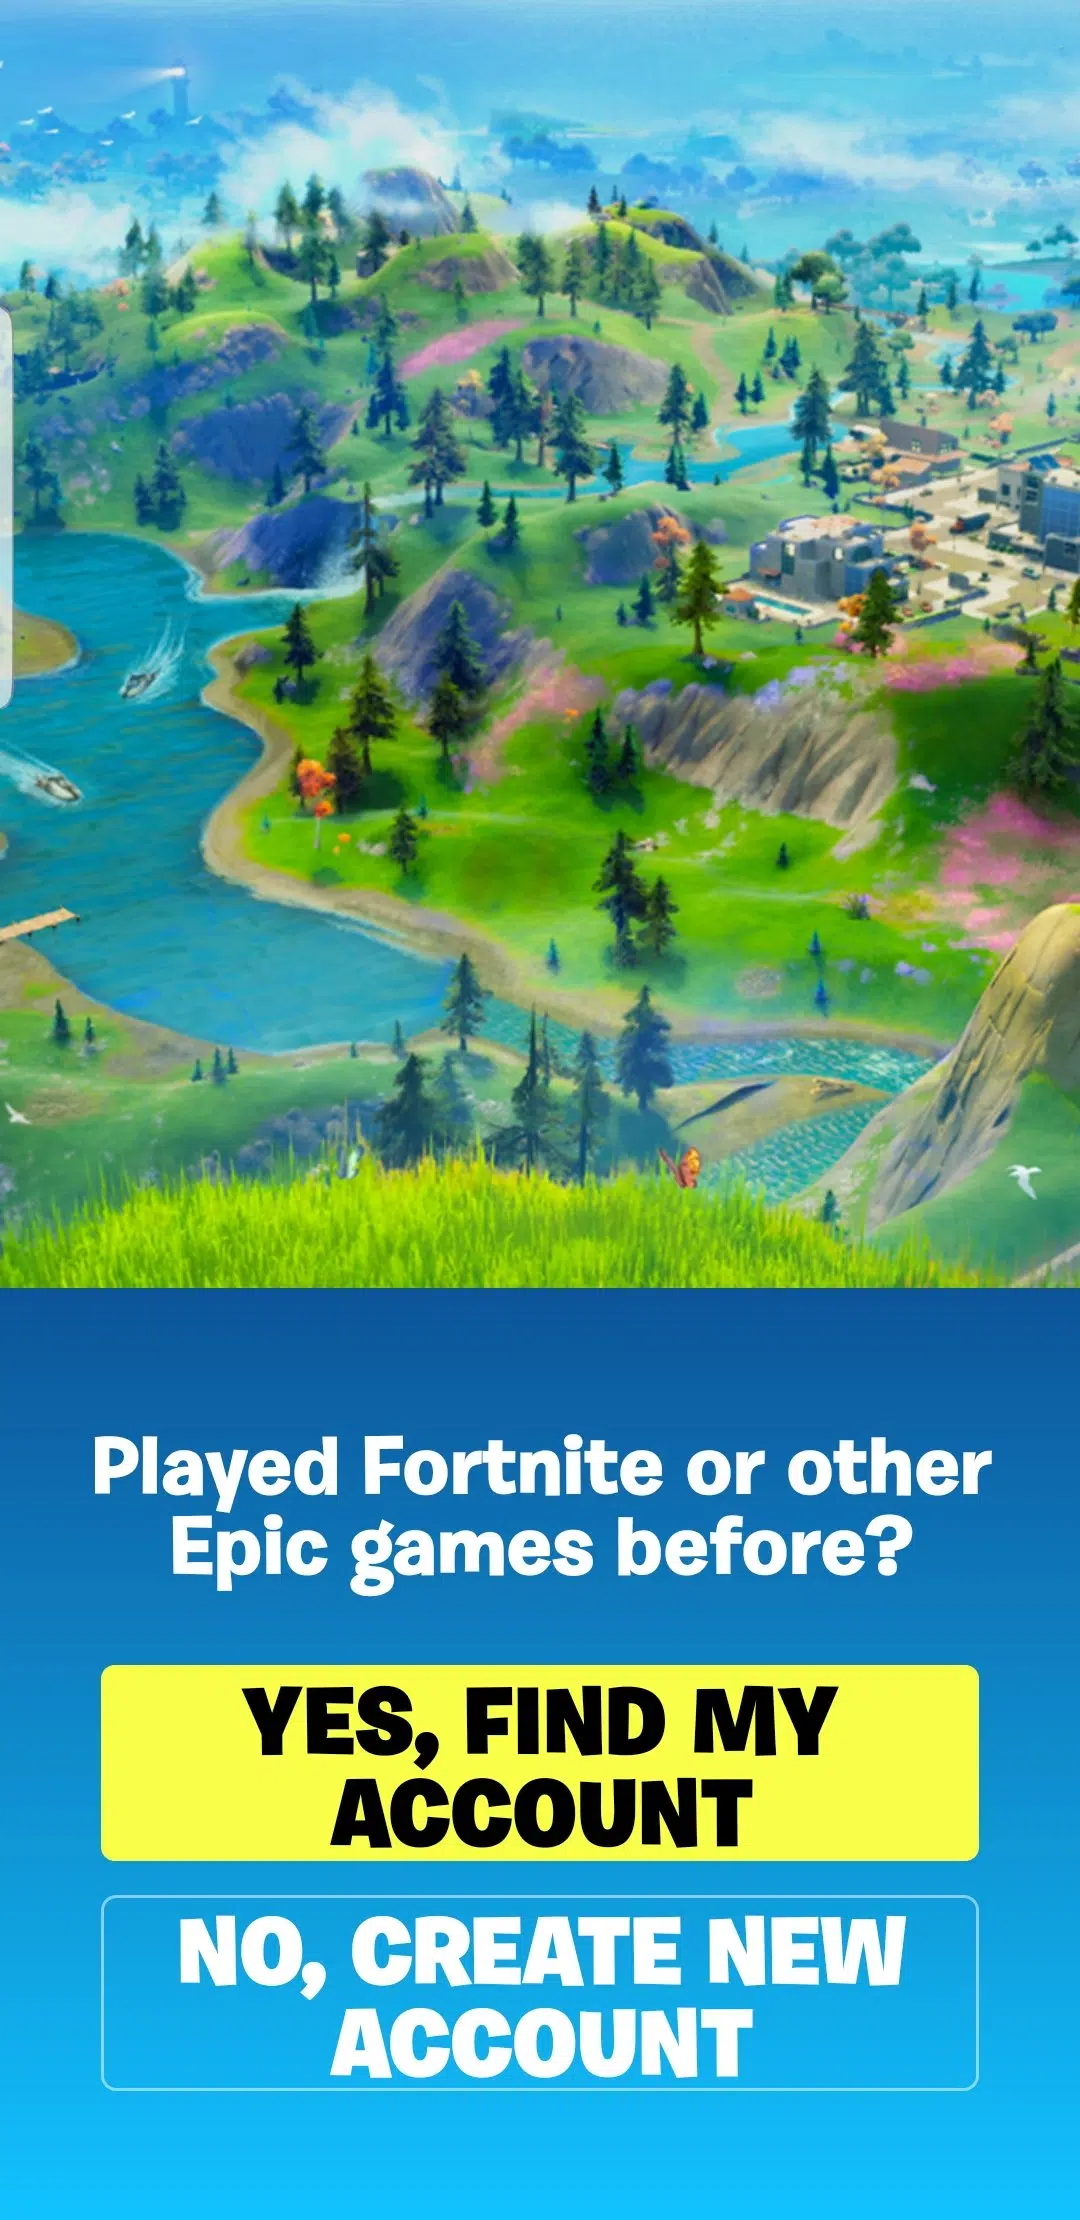 Played Fortnite or other
Epic games before?
YES, FIND MY
ACCOUNT
NO, CREATE NEW
ACCOUNT